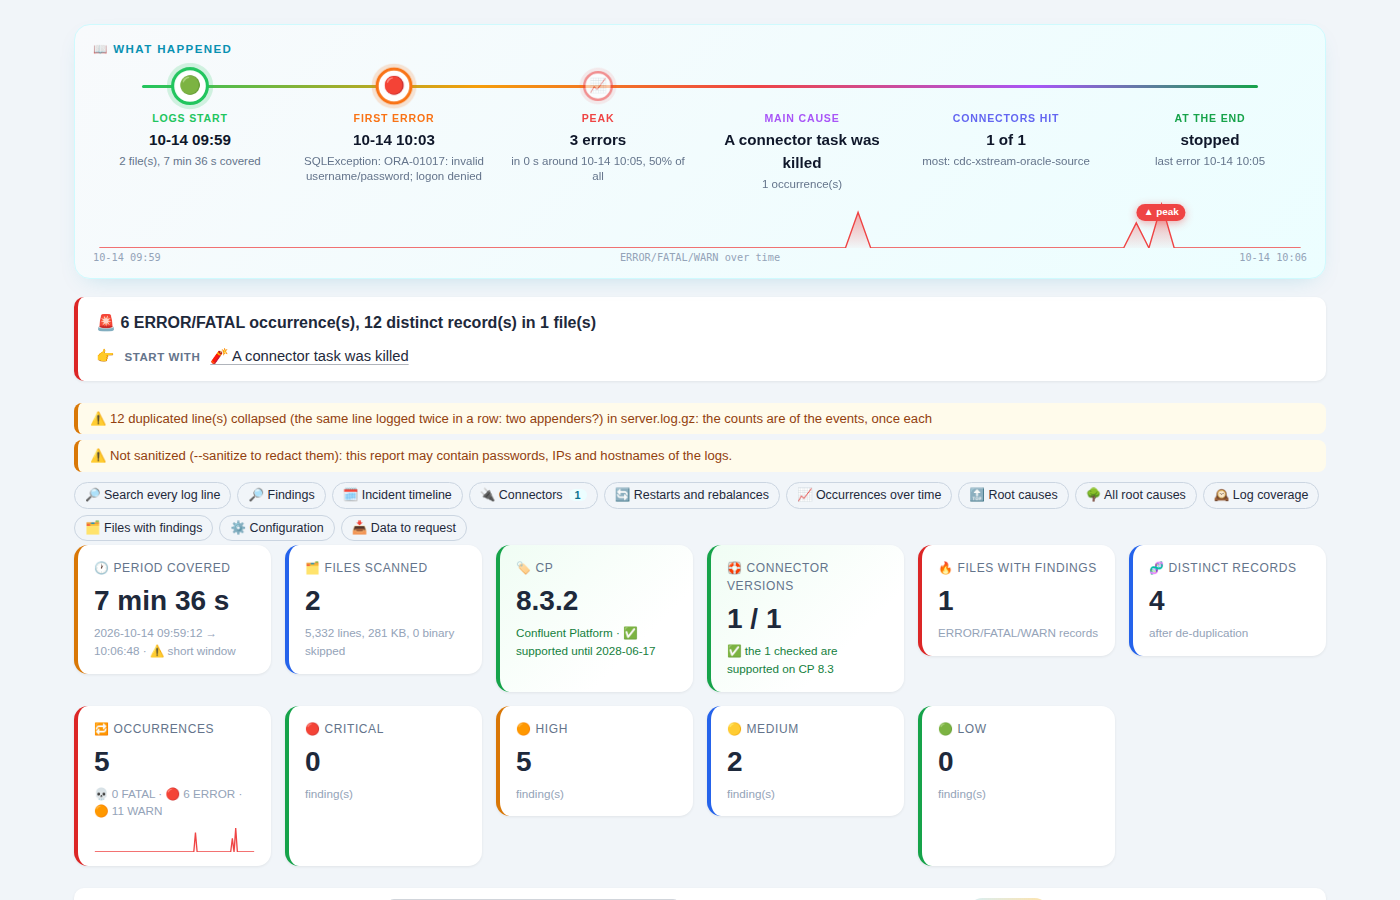 📖 WHAT HAPPENED
LOGS START
10-14 09:59
2 file(s), 7 min 36 s covered
FIRST ERROR
10-14 10:03
SQLException: ORA-01017: invalid
username/password; logon denied
PEAK
3 errors
in 0 s around 10-14 10:05, 50% of
all
MAIN CAUSE
A connector task was
killed
1 occurrence(s)
CONNECTORS HIT
1 of 1
most: cdc-xstream-oracle-source
AT THE END
stopped
last error 10-14 10:05
▲ peak
10-14 09:59
ERROR/FATAL/WARN over time
10-14 10:06
🚨 6 ERROR/FATAL occurrence(s), 12 distinct record(s) in 1 file(s)
👉 START WITH 🧨 A connector task was killed
⚠️ 12 duplicated line(s) collapsed (the same line logged twice in a row: two appenders?) in server.log.gz: the counts are of the events, once each
⚠️ Not sanitized (--sanitize to redact them): this report may contain passwords, IPs and hostnames of the logs.
🔎 Search every log line
🔎 Findings
🗓️ Incident timeline
🔌 Connectors 1
🔄 Restarts and rebalances
📈 Occurrences over time
⬆️ Root causes
🌳 All root causes
🕰️ Log coverage
🗂️ Files with findings
⚙️ Configuration
📥 Data to request
🕐 PERIOD COVERED
7 min 36 s
2026-10-14 09:59:12 →
10:06:48 · ⚠️ short window
🗂️ FILES SCANNED
2
5,332 lines, 281 KB, 0 binary
skipped
🏷️ CP
8.3.2
Confluent Platform · ✅
supported until 2028-06-17
🛟 CONNECTOR
VERSIONS
1 / 1
✅ the 1 checked are
supported on CP 8.3
🔥 FILES WITH FINDINGS
1
ERROR/FATAL/WARN records
🧬 DISTINCT RECORDS
4
after de-duplication
🔁 OCCURRENCES
5
💀 0 FATAL · 🔴 6 ERROR ·
🟠 11 WARN
🔴 CRITICAL
0
finding(s)
🟠 HIGH
5
finding(s)
🟡 MEDIUM
2
finding(s)
🟢 LOW
0
finding(s)